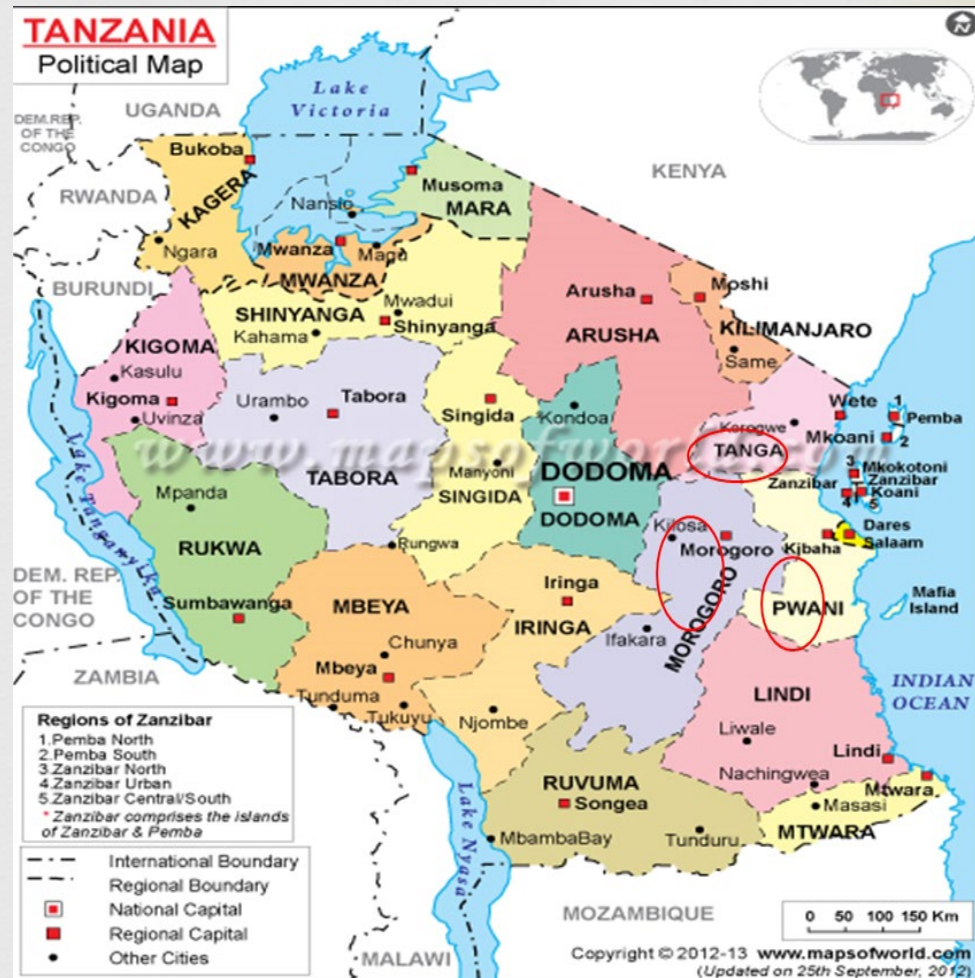 TANZANIA
Political Map
N
UGANDA
Lake
Victoria
DEM.REP.
OF THE
CONGO
KENYA
RWANDA
Bukoba
KAGERA
Musoma
MARA
Nansio
Ngara
Mwanza
Magu
MWANZA
BURUNDI
Mwadui
SHINYANGA
Shinyanga
Kahama
Arusha
ARUSHA
Moshi
KILIMANJARO
Same
KIGOMA
Kasulu
Kigoma
Uvinza
Urambo
Tabora
TABORA
Singida
Manyoni
SINGIDA
Kondoa
DODOMA
DODOMA
Korogwe
TANGA
Wete
1
Pemba
Mkoani
2
3
Mkokotoni
Zanzibar
Zanzibar
Koani
4
5
www.mapsofworld.com
Lake Tanganyika
Mpanda
RUKWA
Sumbawanga
Rungwa
Kilosa
Morogoro
MOROGORO
Kjbaha
Dares
Salaam
PWANI
Mafia
Island
DEM. REP.
OF THE
CONGO
ZAMBIA
MBEYA
Chunya
Mbeya
Tunduma
Tukuyu
Iringa
IRINGA
Ifakara
Njombe
LINDI
Liwale
Lindi
Nachingwea
Mtwara
Masasi
MTWARA
INDIAN
OCEAN
RUVUMA
Songea
MbambaBay
Tunduru
Lake Nyasa
MOZAMBIQUE
MALAWI
Regions of Zanzibar
1.Pemba North
2.Pemba South
3.Zanzibar North
4.Zanzibar Urban
5.Zanzibar Central/South
* Zanzibar comprises the islands
of Zanzibar & Pemba
International Boundary
Regional Boundary
National Capital
Regional Capital
Other Cities
0 50 100 150 Km
Copyright © 2012-13 www.mapsofworld.com
(Updated on 25th September, 2012)